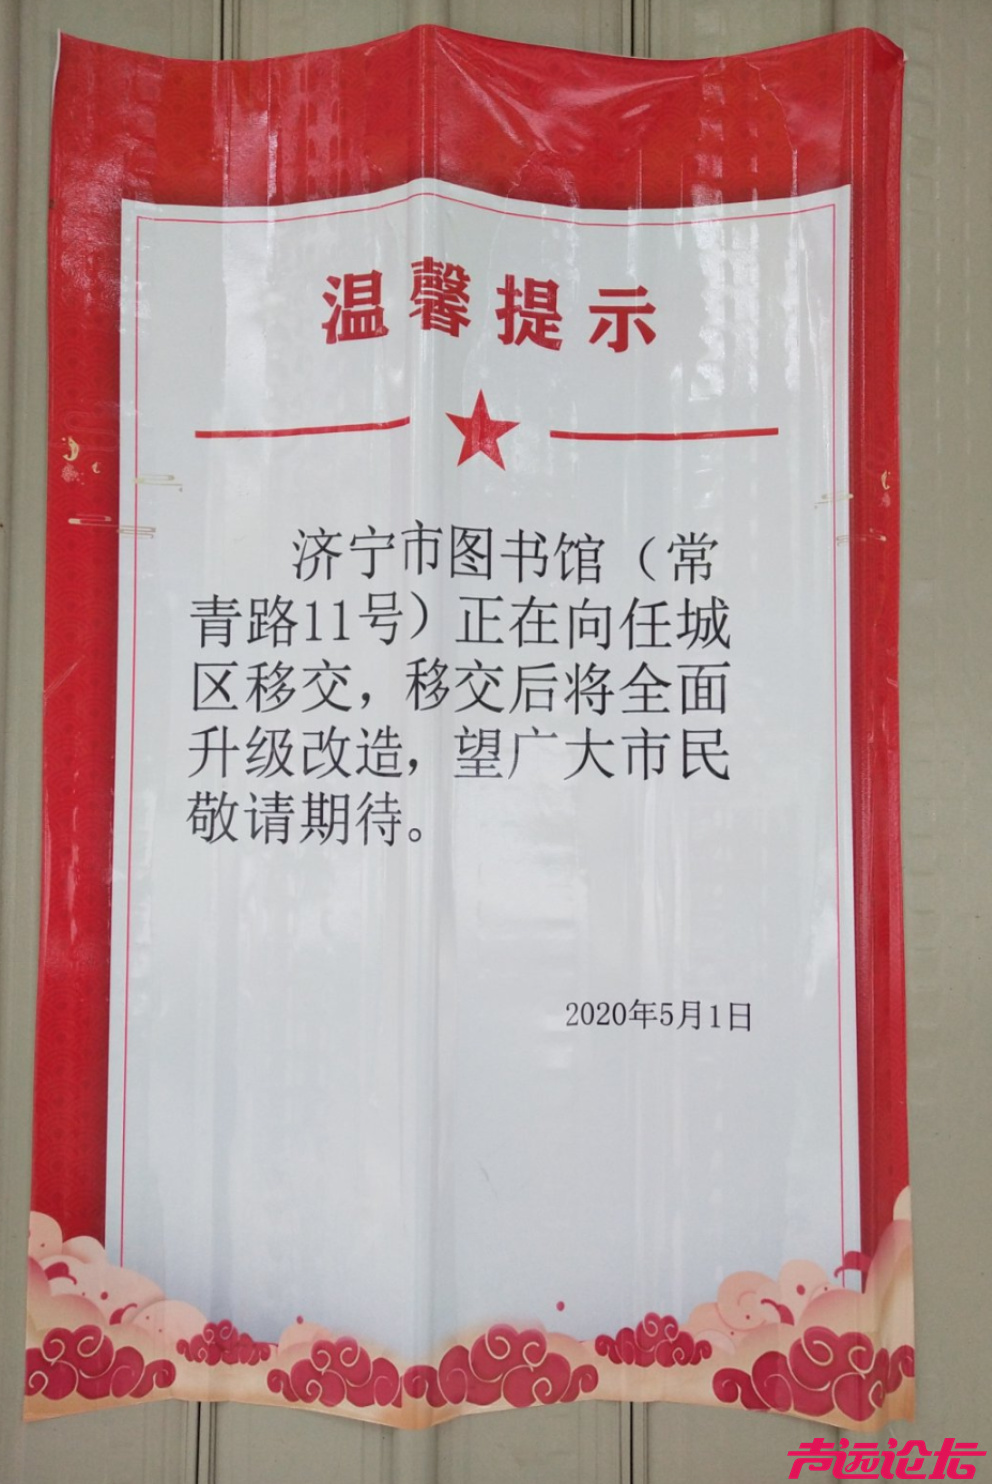 温馨提示
济宁市图书馆（常
青路11号）正在向任城
区移交，移交后将全面
升级改造，望广大市民
敬请期待。
2020年5月1日
声远论坛